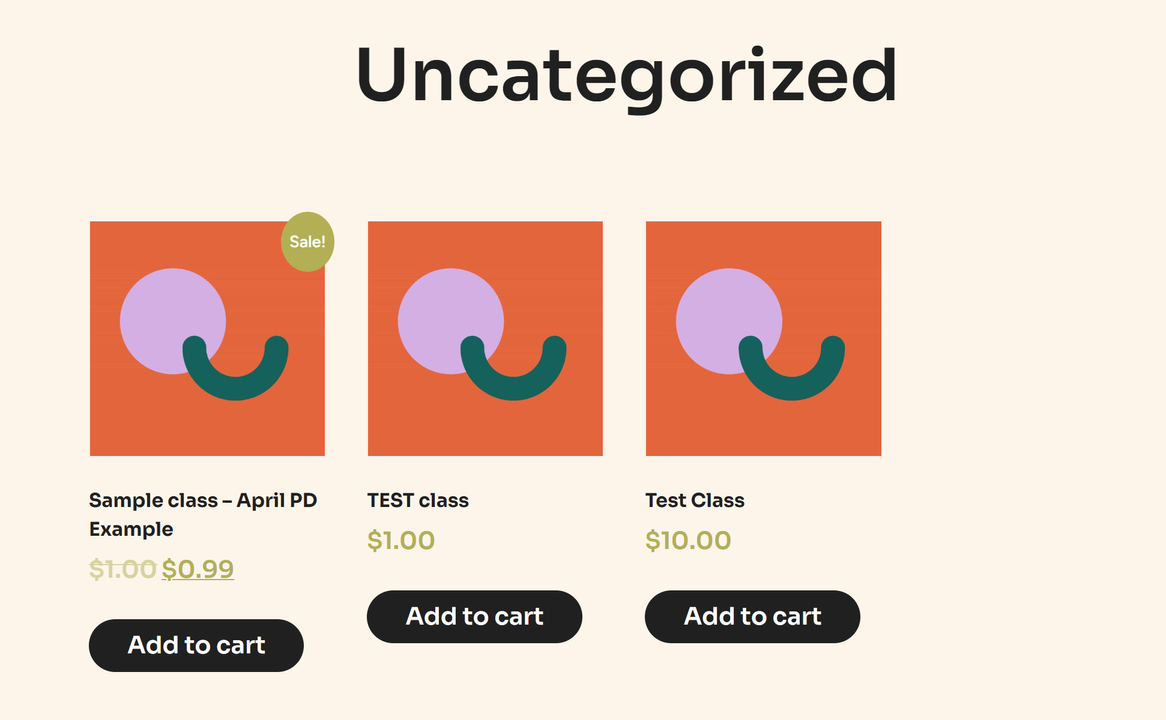 Uncategorized
Sale!
Sample class – April PD
Example
$1.00 $0.99
Add to cart
TEST class
$1.00
Add to cart
Test Class
$10.00
Add to cart